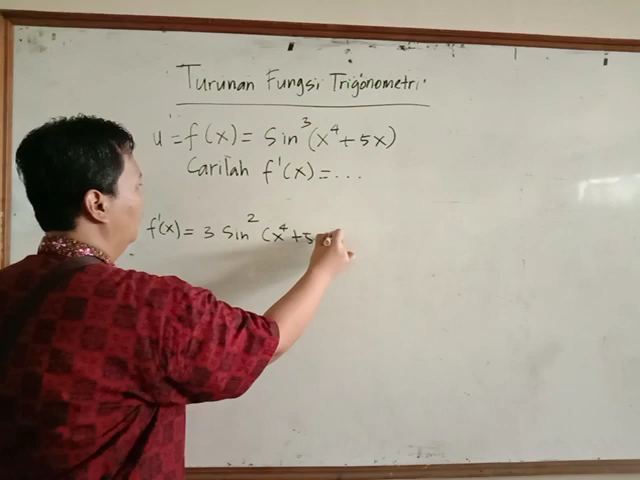 Turunan Fungsi Trigonometri
u = f(x) = Sin³(x⁴+5x)
Carilah f'(x) = ...
f'(x) = 3 Sin² (x⁴+5